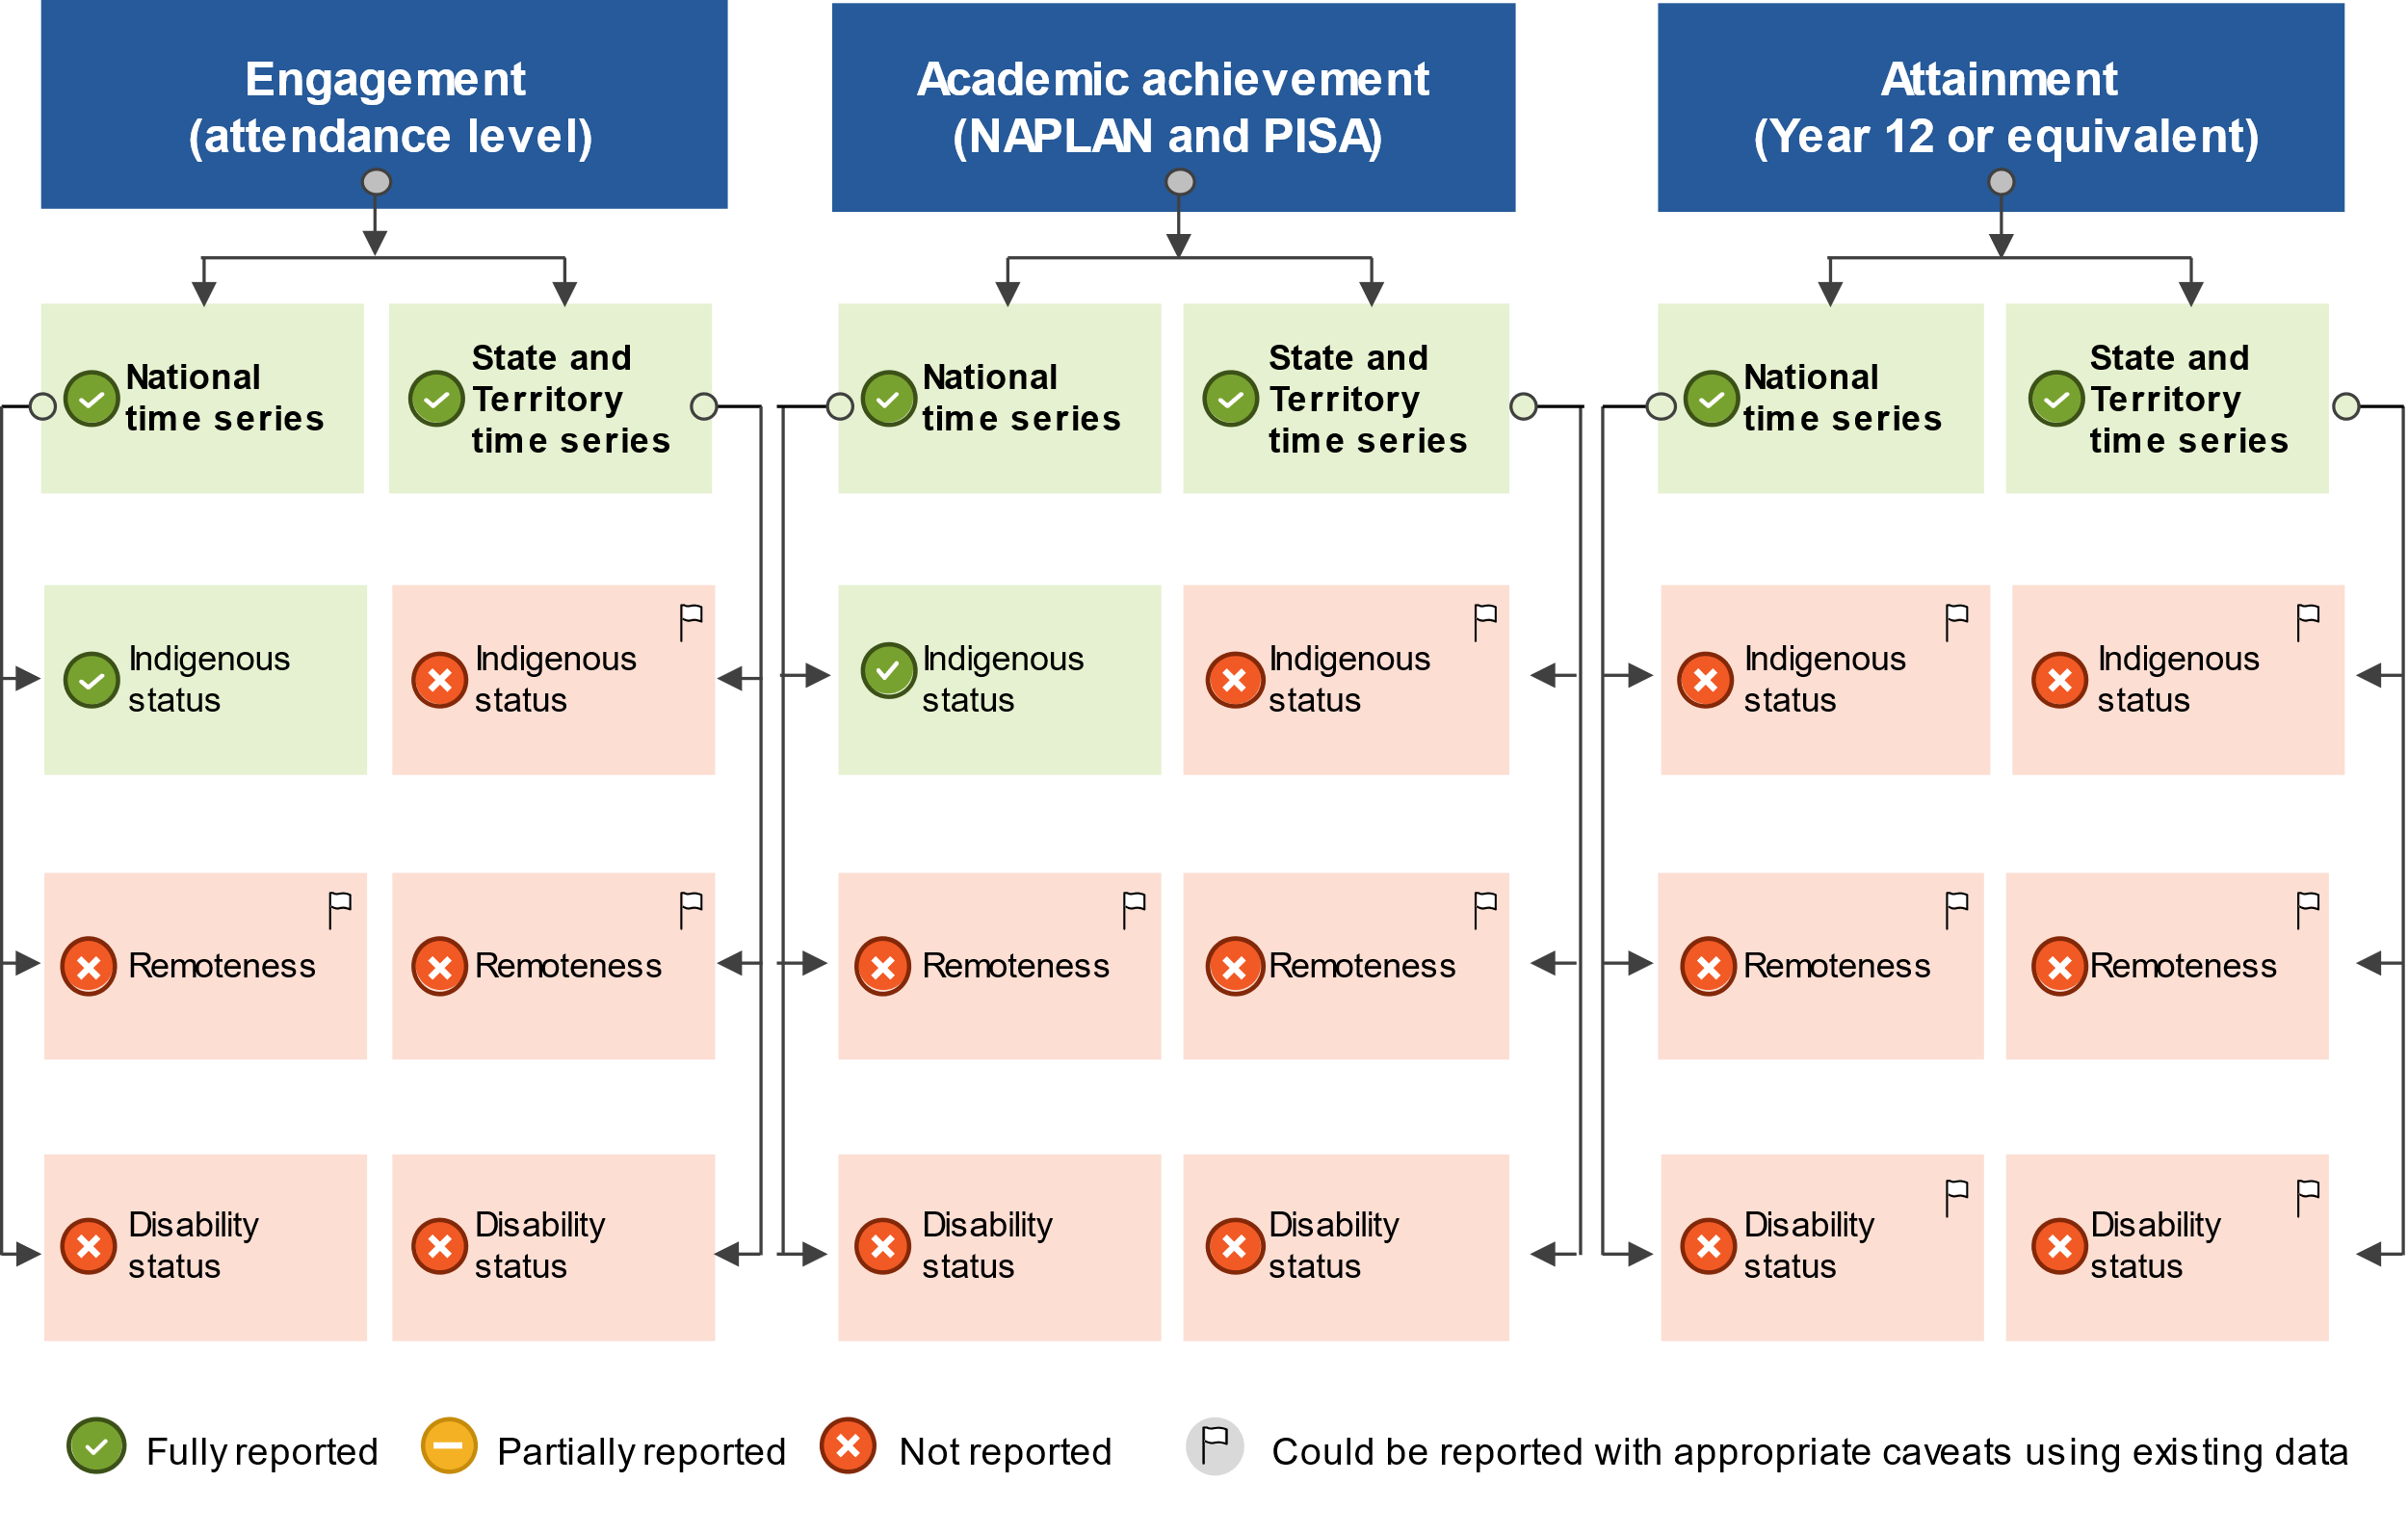 Engagement
(attendance level)
Academic achievement
(NAPLAN and PISA)
Attainment
(Year 12 or equivalent)
National
time series
State and
Territory
time series
National
time series
State and
Territory
time series
National
time series
State and
Territory
time series
Indigenous
status
Indigenous
status
Indigenous
status
Indigenous
status
Indigenous
status
Indigenous
status
Remoteness
Remoteness
Remoteness
Remoteness
Remoteness
Remoteness
Disability
status
Disability
status
Disability
status
Disability
status
Disability
status
Disability
status
Fully reported
Partially reported
Not reported
Could be reported with appropriate caveats using existing data